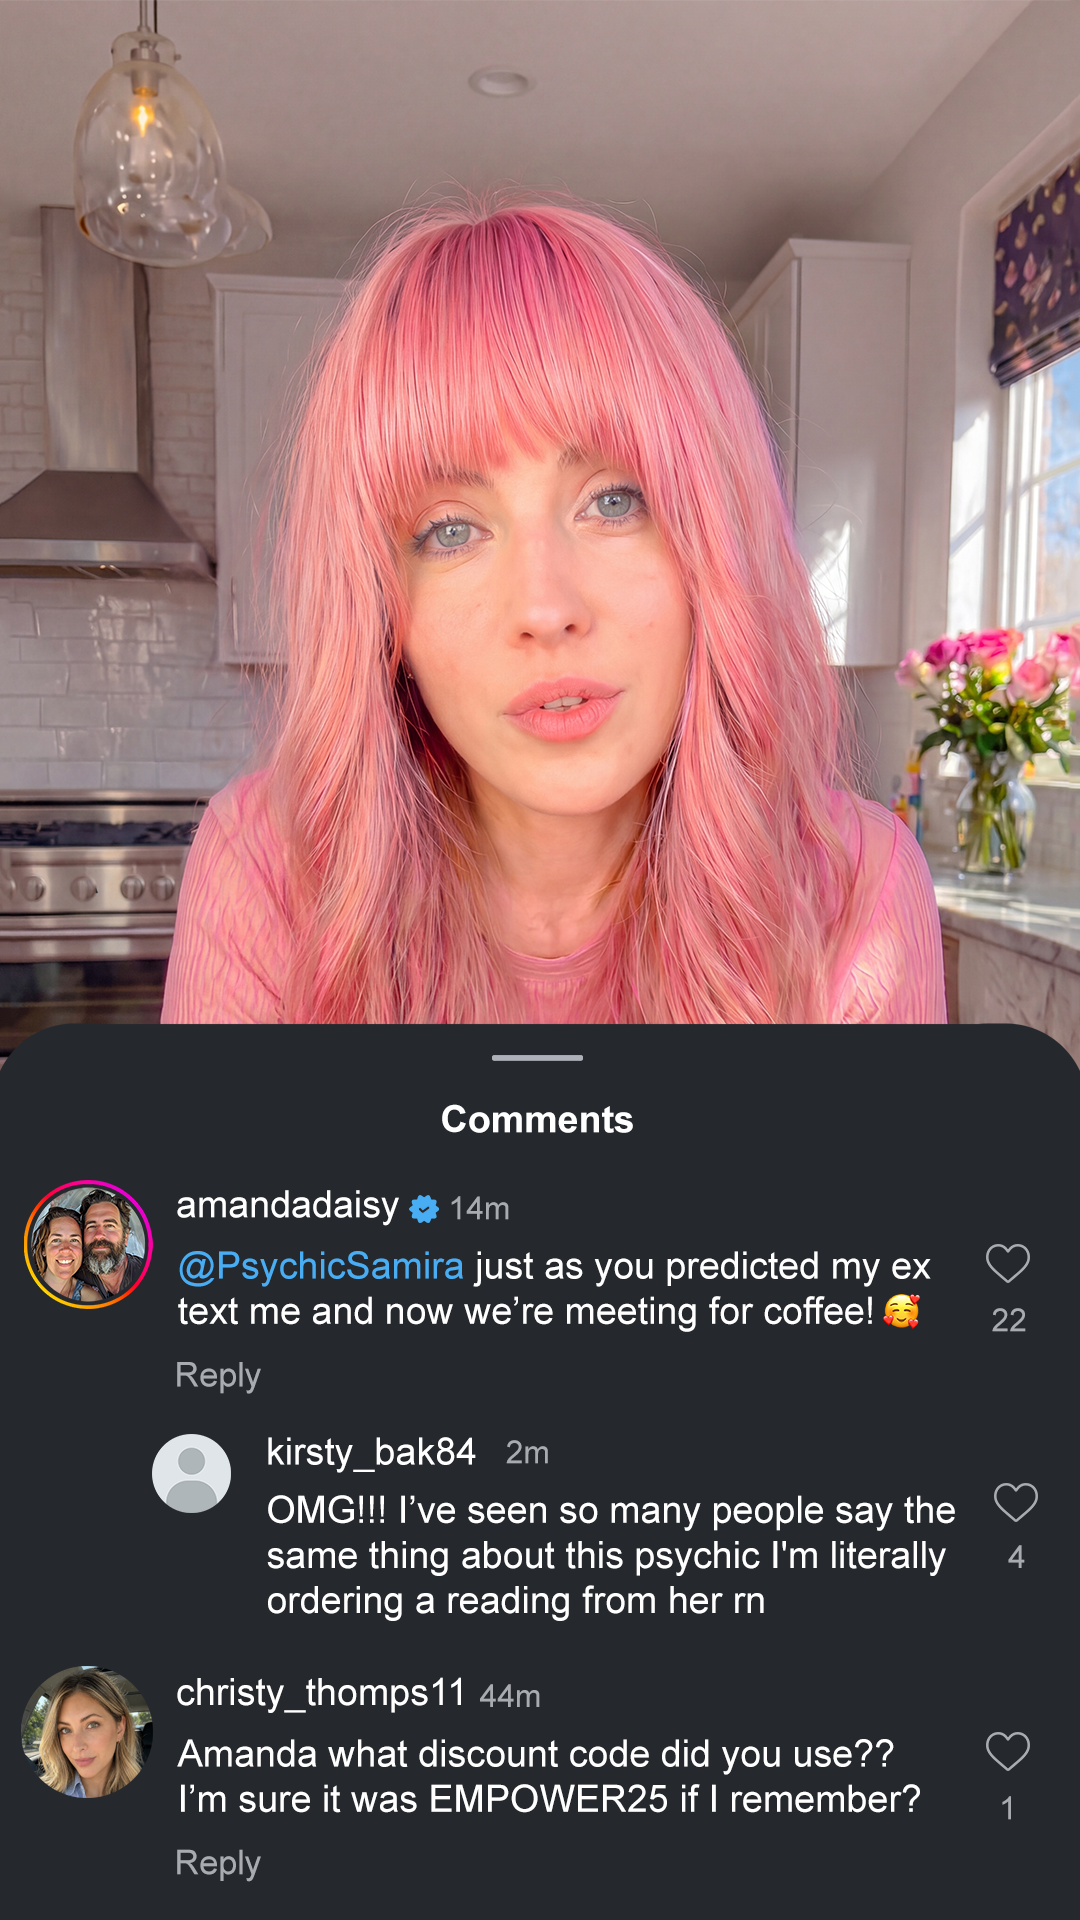 Comments
amandadaisy 14m
@PsychicSamira just as you predicted my ex
text me and now we’re meeting for coffee! 🥰
22
Reply
kirsty_bak84 2m
OMG!!! I’ve seen so many people say the
same thing about this psychic I'm literally
ordering a reading from her rn
4
christy_thomps11 44m
Amanda what discount code did you use??
I’m sure it was EMPOWER25 if I remember?
1
Reply